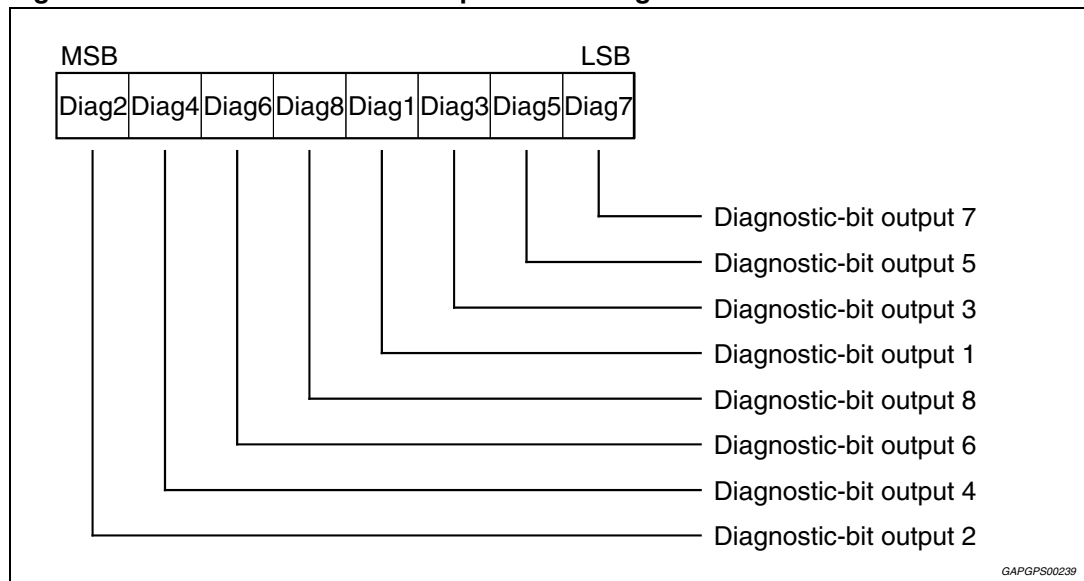 MSB LSB
Diag2 Diag4 Diag6 Diag8 Diag1 Diag3 Diag5 Diag7
Diagnostic-bit output 7
Diagnostic-bit output 5
Diagnostic-bit output 3
Diagnostic-bit output 1
Diagnostic-bit output 8
Diagnostic-bit output 6
Diagnostic-bit output 4
Diagnostic-bit output 2
GAPGPS00239